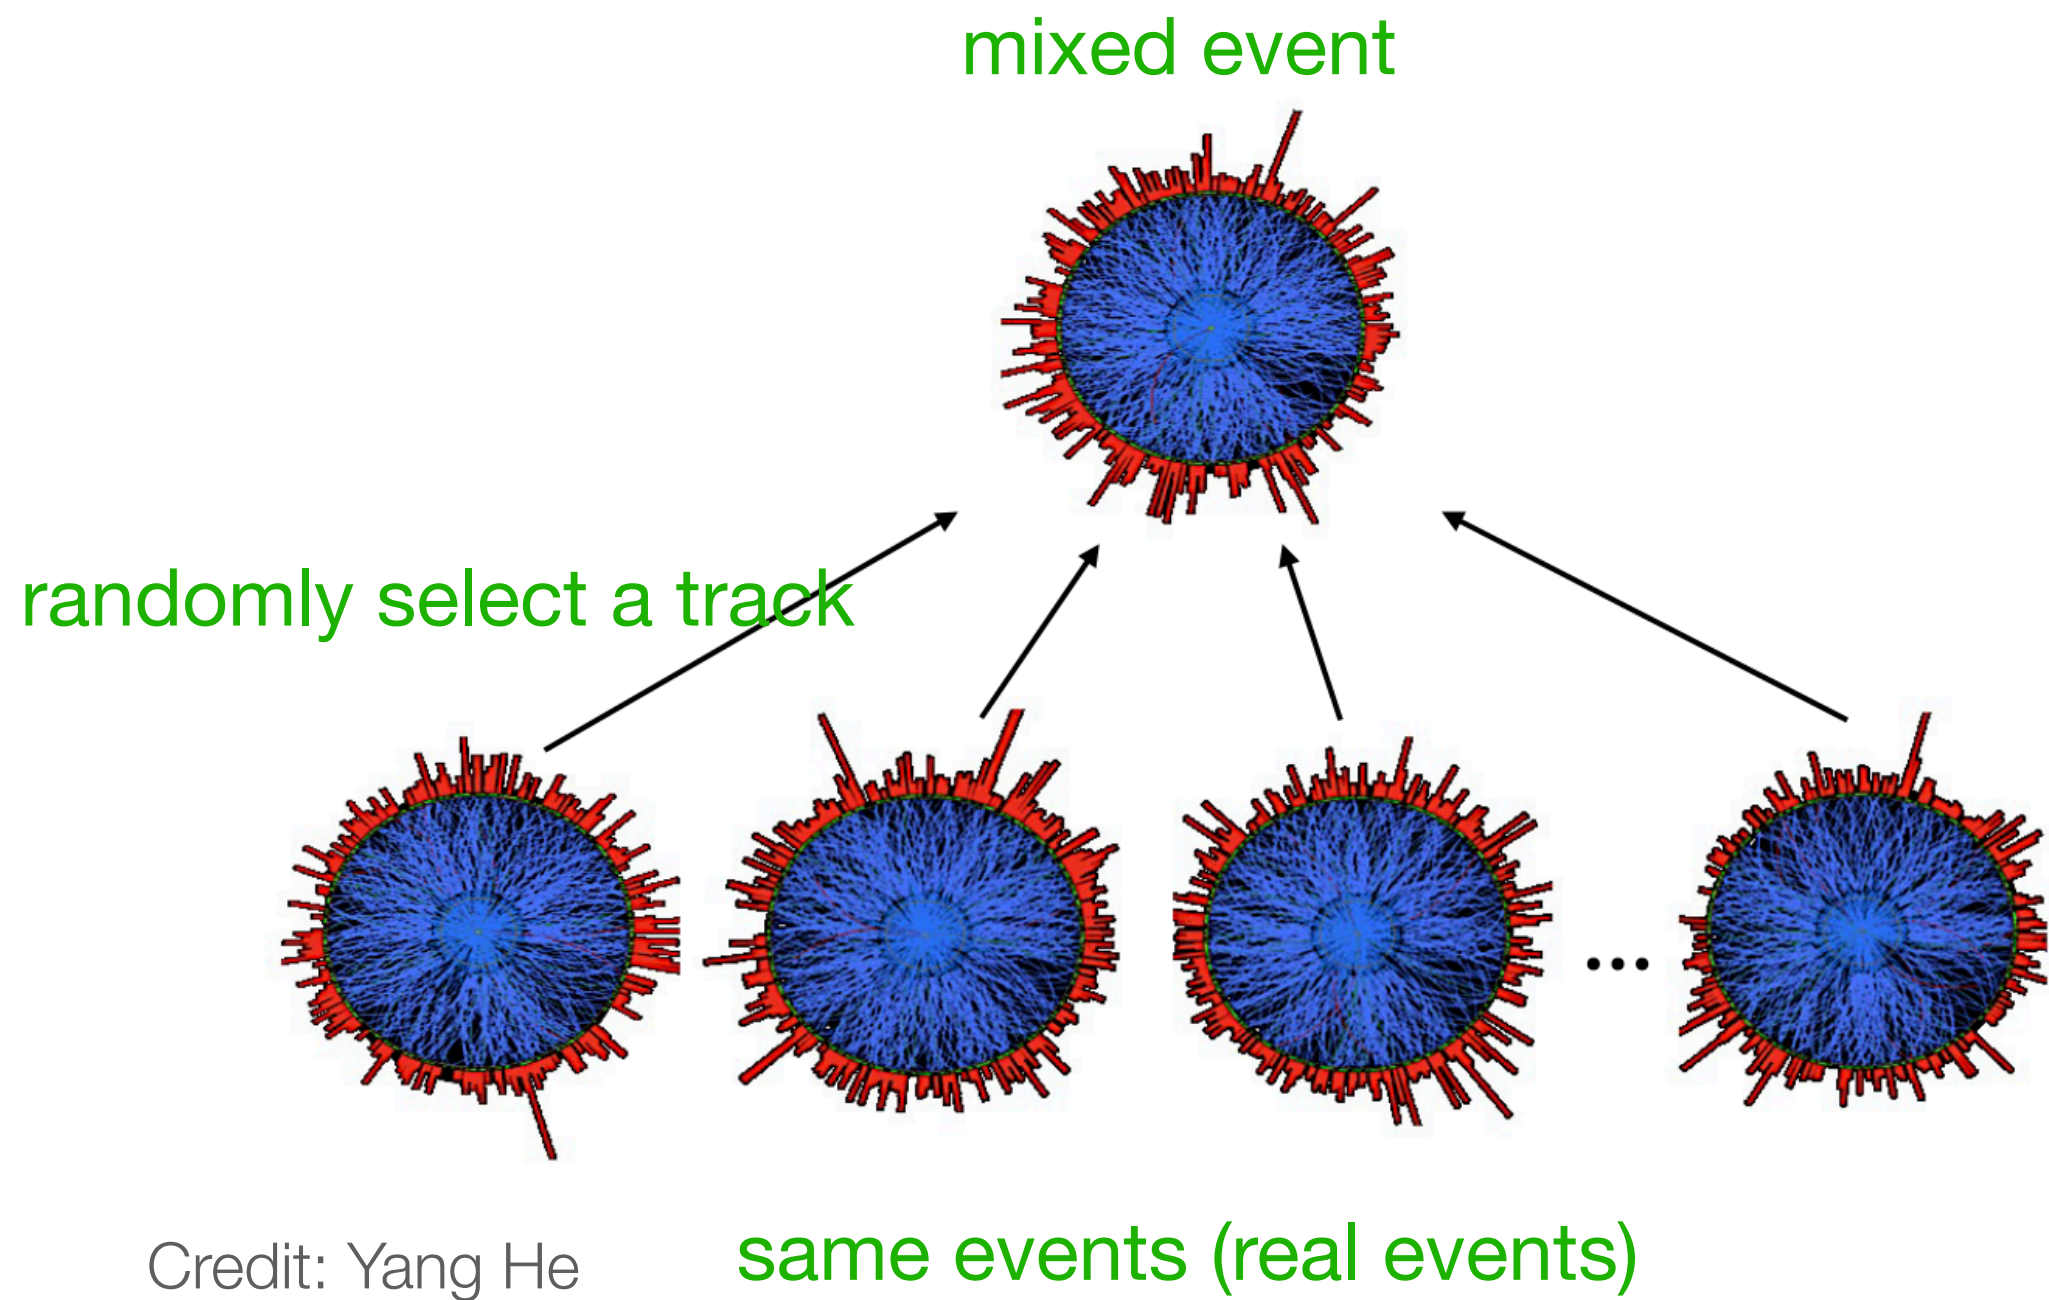 mixed event
randomly select a track
...
same events (real events)
Credit: Yang He